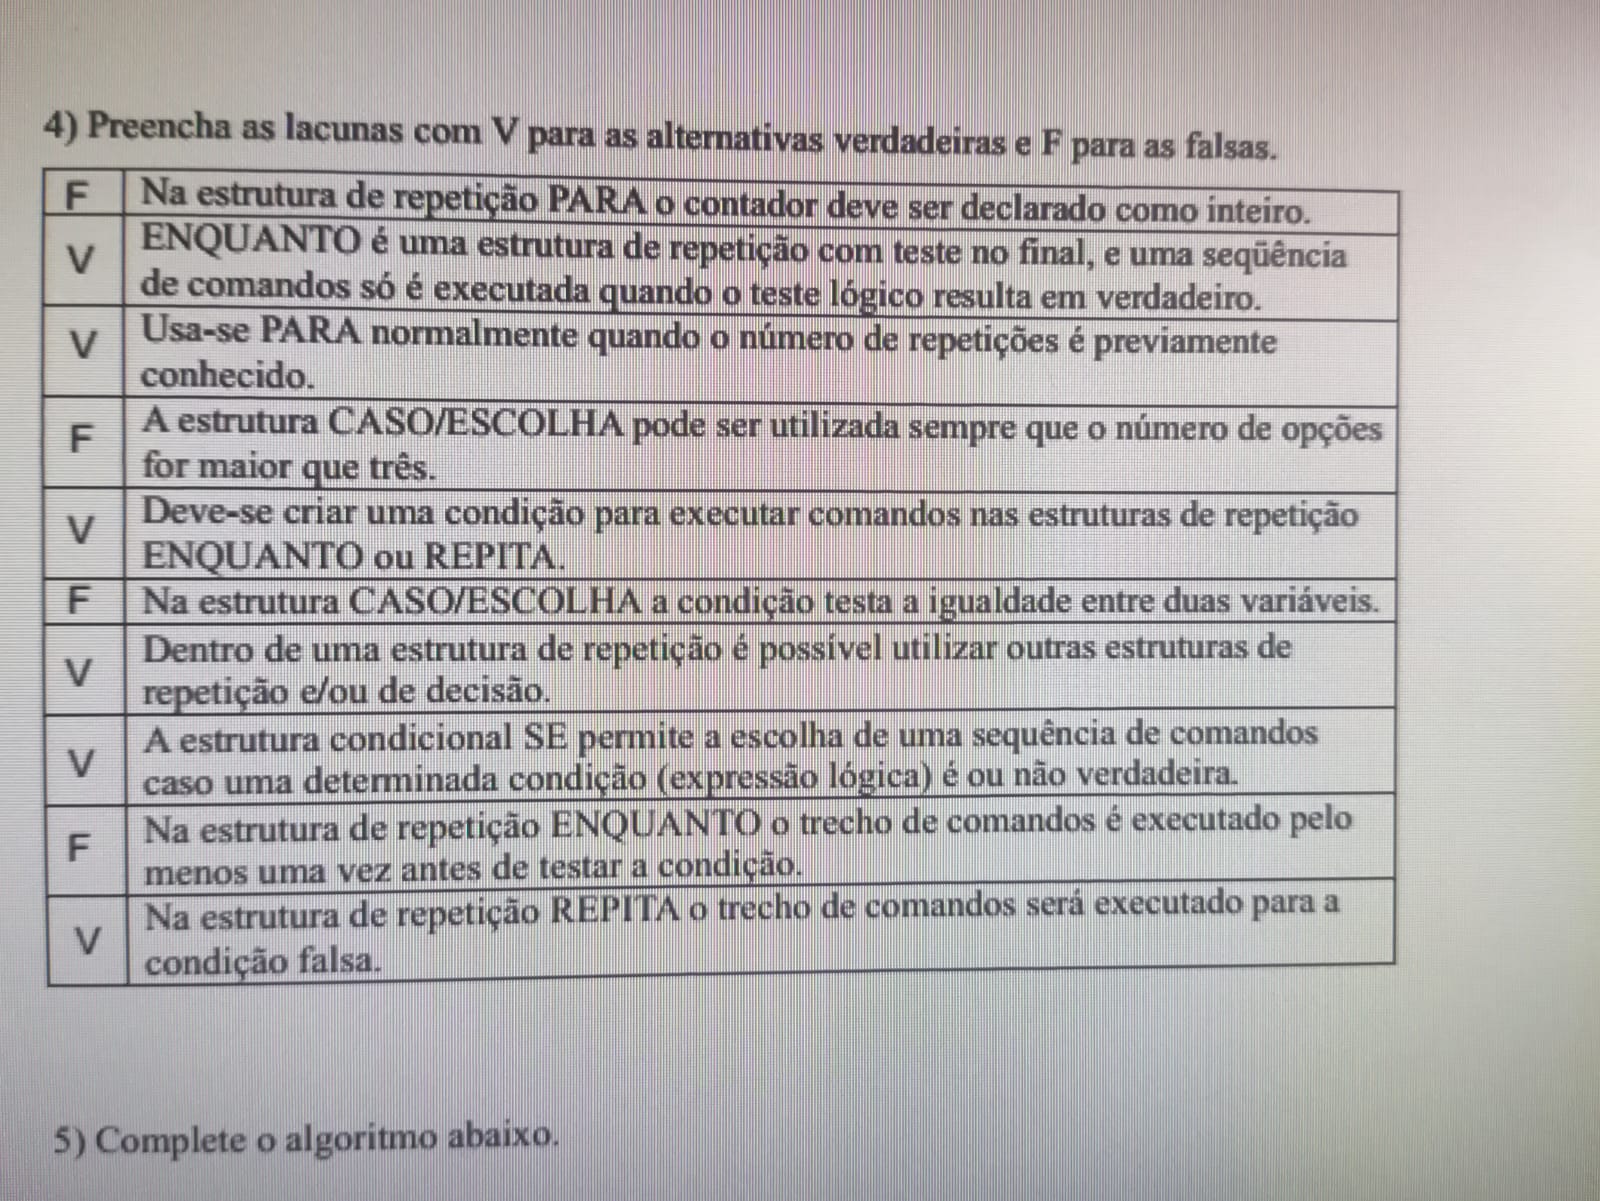 4) Preencha as lacunas com V para as alternativas verdadeiras e F para as falsas.
F Na estrutura de repetição PARA o contador deve ser declarado como inteiro.
V ENQUANTO é uma estrutura de repetição com teste no final, e uma seqüência
de comandos só é executada quando o teste lógico resulta em verdadeiro.
V Usa-se PARA normalmente quando o número de repetições é previamente
conhecido.
F A estrutura CASO/ESCOLHA pode ser utilizada sempre que o número de opções
for maior que três.
V Deve-se criar uma condição para executar comandos nas estruturas de repetição
ENQUANTO ou REPITA.
F Na estrutura CASO/ESCOLHA a condição testa a igualdade entre duas variáveis.
V Dentro de uma estrutura de repetição é possível utilizar outras estruturas de
repetição e/ou de decisão.
V A estrutura condicional SE permite a escolha de uma sequência de comandos
caso uma determinada condição (expressão lógica) é ou não verdadeira.
F Na estrutura de repetição ENQUANTO o trecho de comandos é executado pelo
menos uma vez antes de testar a condição.
V Na estrutura de repetição REPITA o trecho de comandos será executado para a
condição falsa.
5) Complete o algoritmo abaixo.